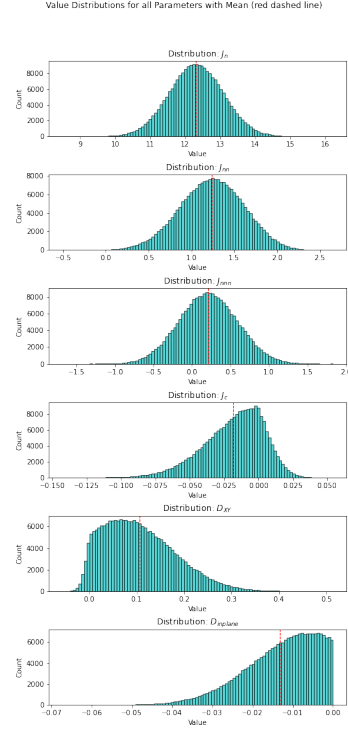 Value Distributions for all Parameters with Mean (red dashed line)
Distribution: J_n
Count
0
2000
4000
6000
8000
9 10 11 12 13 14 15 16
Value
Distribution: J_nn
Count
0
2000
4000
6000
8000
−0.5 0.0 0.5 1.0 1.5 2.0 2.5
Value
Distribution: J_nnn
Count
0
2000
4000
6000
8000
−1.5 −1.0 −0.5 0.0 0.5 1.0 1.5 2.0
Value
Distribution: J_c
Count
0
2000
4000
6000
8000
−0.150 −0.125 −0.100 −0.075 −0.050 −0.025 0.000 0.025 0.050
Value
Distribution: D_XY
Count
0
2000
4000
6000
0.0 0.1 0.2 0.3 0.4 0.5
Value
Distribution: D_inplane
Count
0
2000
4000
6000
−0.07 −0.06 −0.05 −0.04 −0.03 −0.02 −0.01 0.00
Value